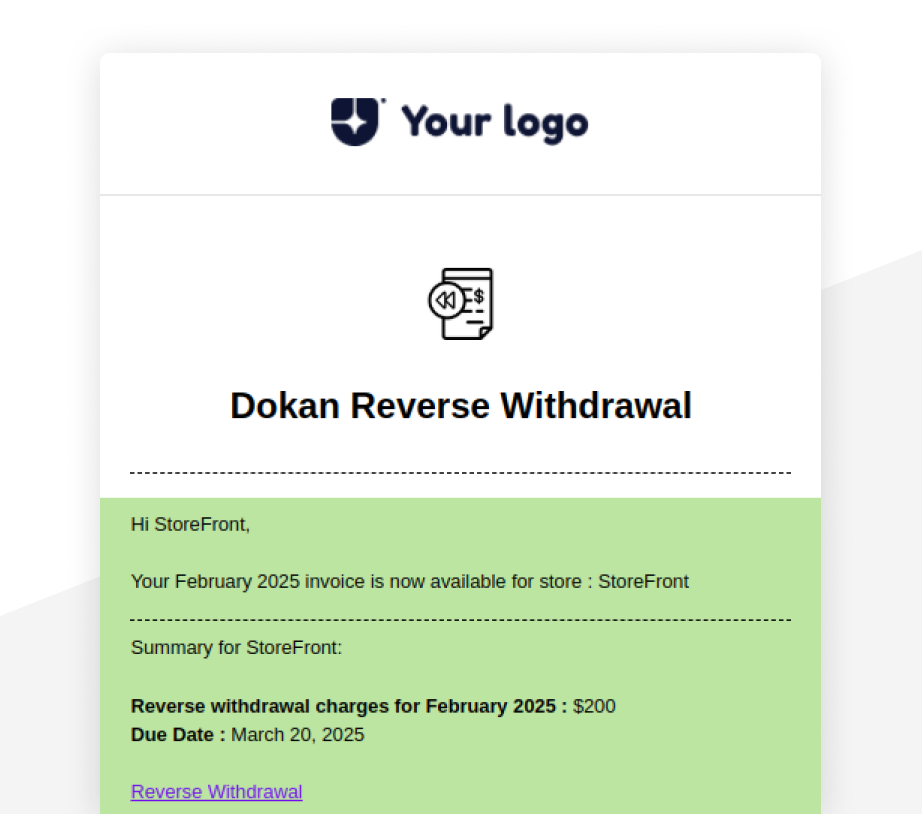 Your logo
$
Dokan Reverse Withdrawal
Hi StoreFront,
Your February 2025 invoice is now available for store : StoreFront
Summary for StoreFront:
Reverse withdrawal charges for February 2025 : $200
Due Date : March 20, 2025
Reverse Withdrawal